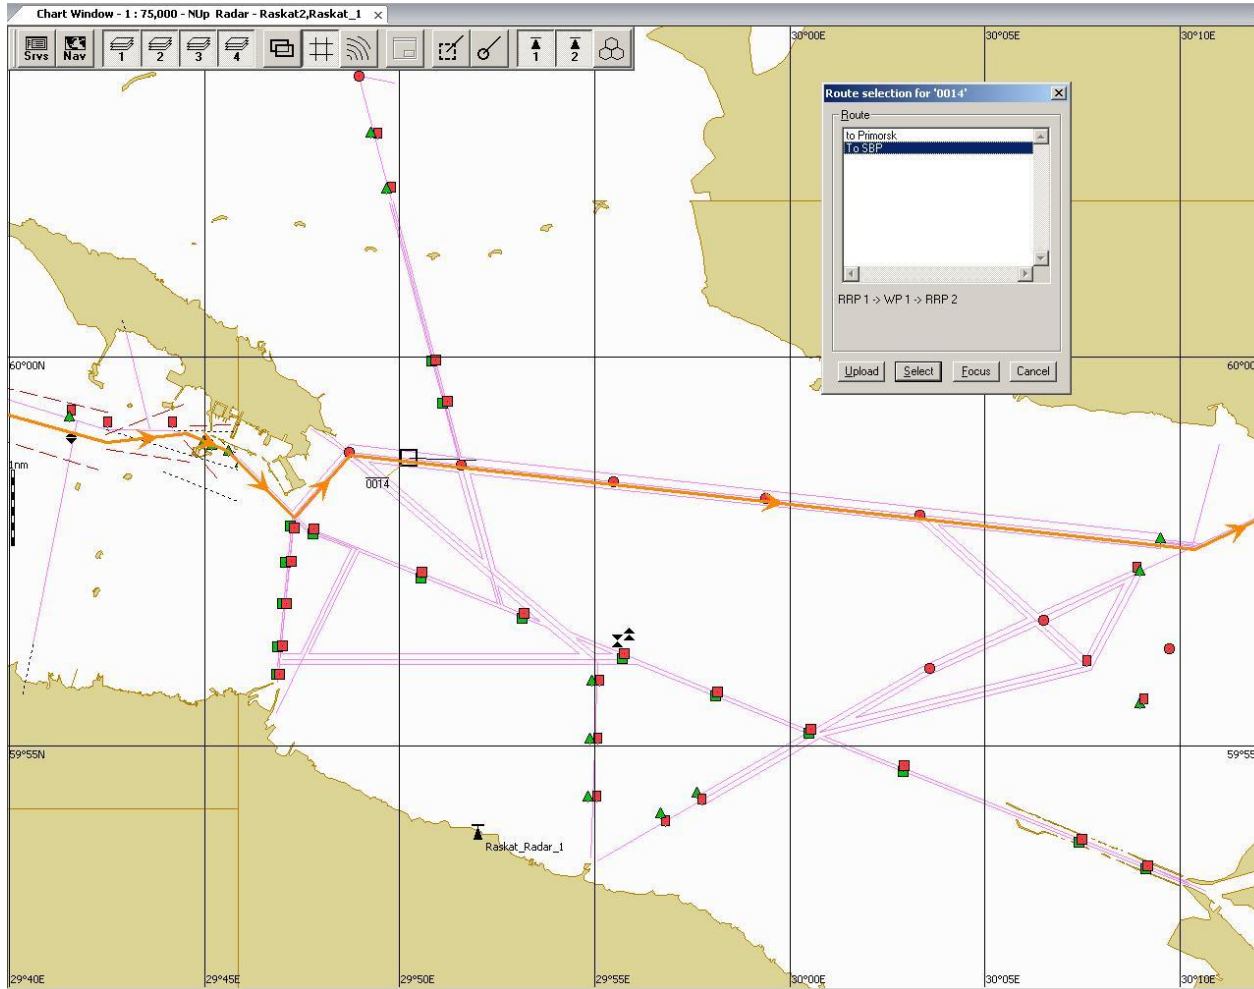 Chart Window - 1 : 75,000 - NUp Radar - Raskat2,Raskat_1 x
Srvs Nav 1 2 3 4 1 2
30°00E 30°05E 30°10E
Route selection for '0014'
Route
to Primorsk
To SBP
RRP 1 -> WP 1 -> RRP 2
Upload Select Focus Cancel
60°00N 60°00
1nm
0014
59°55N 59°55
Raskat_Radar_1
29°40E 29°45E 29°50E 29°55E 30°00E 30°05E 30°10E